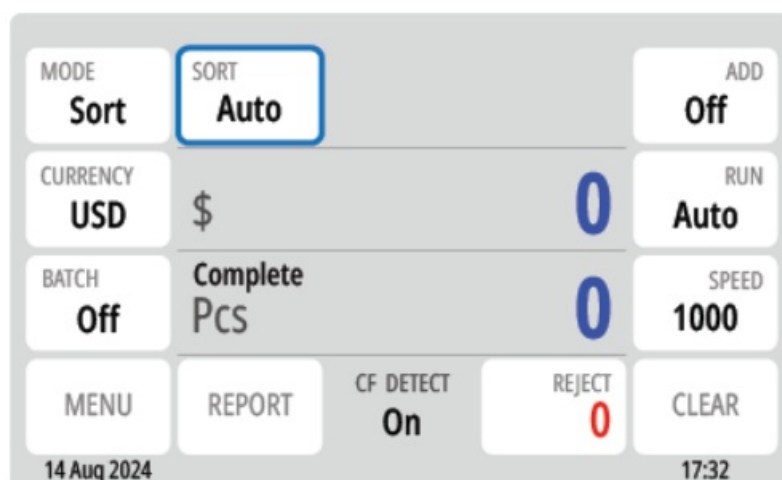 MODE
Sort
SORT
Auto
ADD
Off
CURRENCY
USD
$
0
RUN
Auto
BATCH
Off
Complete
Pcs
0
SPEED
1000
MENU
REPORT
CF DETECT
On
REJECT
0
CLEAR
14 Aug 2024
17:32